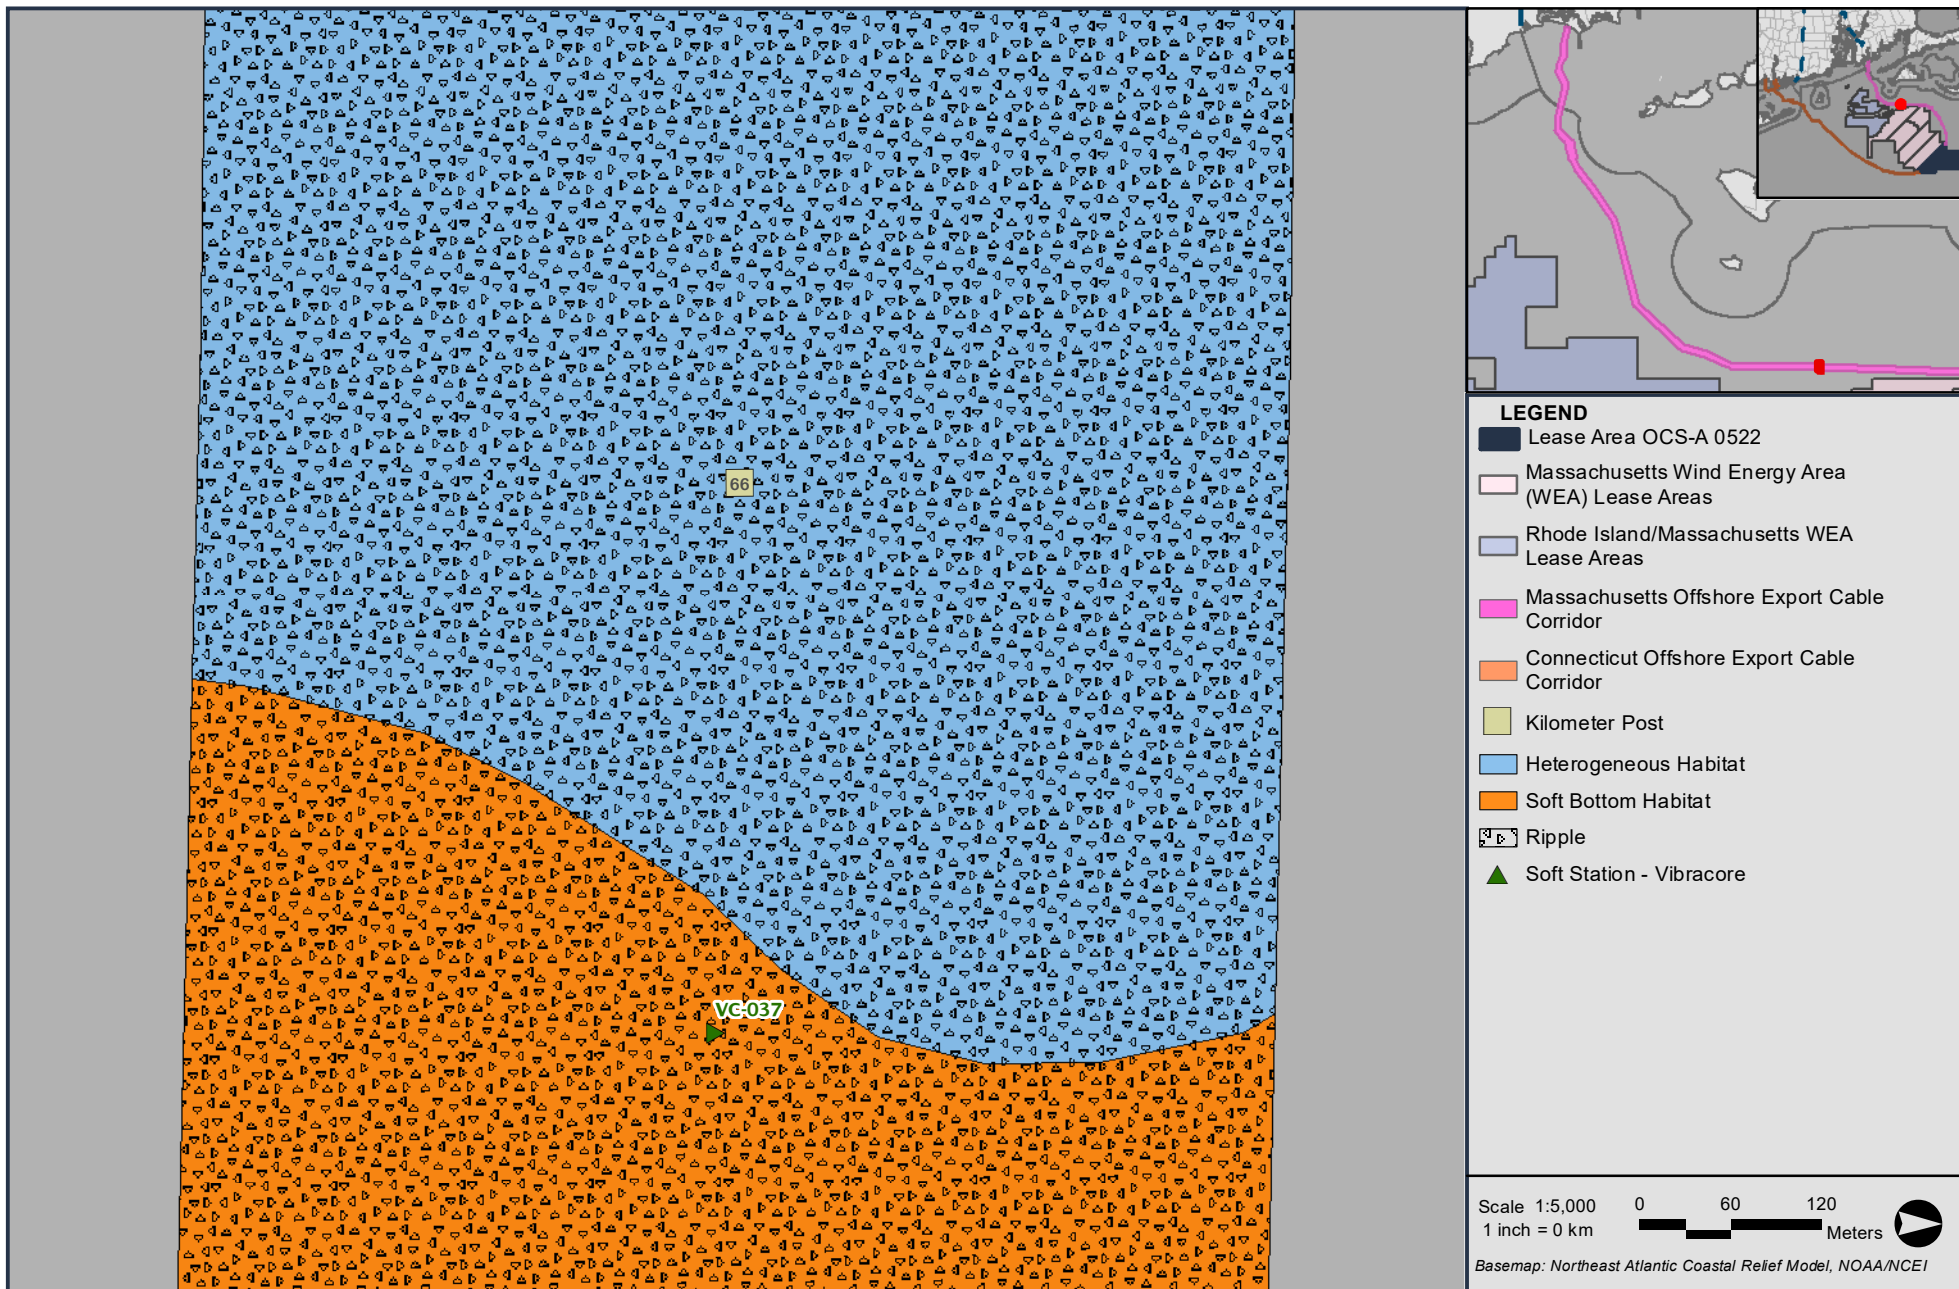 66
VC-037
LEGEND
Lease Area OCS-A 0522
Massachusetts Wind Energy Area
(WEA) Lease Areas
Rhode Island/Massachusetts WEA
Lease Areas
Massachusetts Offshore Export Cable
Corridor
Connecticut Offshore Export Cable
Corridor
Kilometer Post
Heterogeneous Habitat
Soft Bottom Habitat
Ripple
Soft Station - Vibracore
Scale 1:5,000
1 inch = 0 km
0 60 120
Meters
Basemap: Northeast Atlantic Coastal Relief Model, NOAA/NCEI